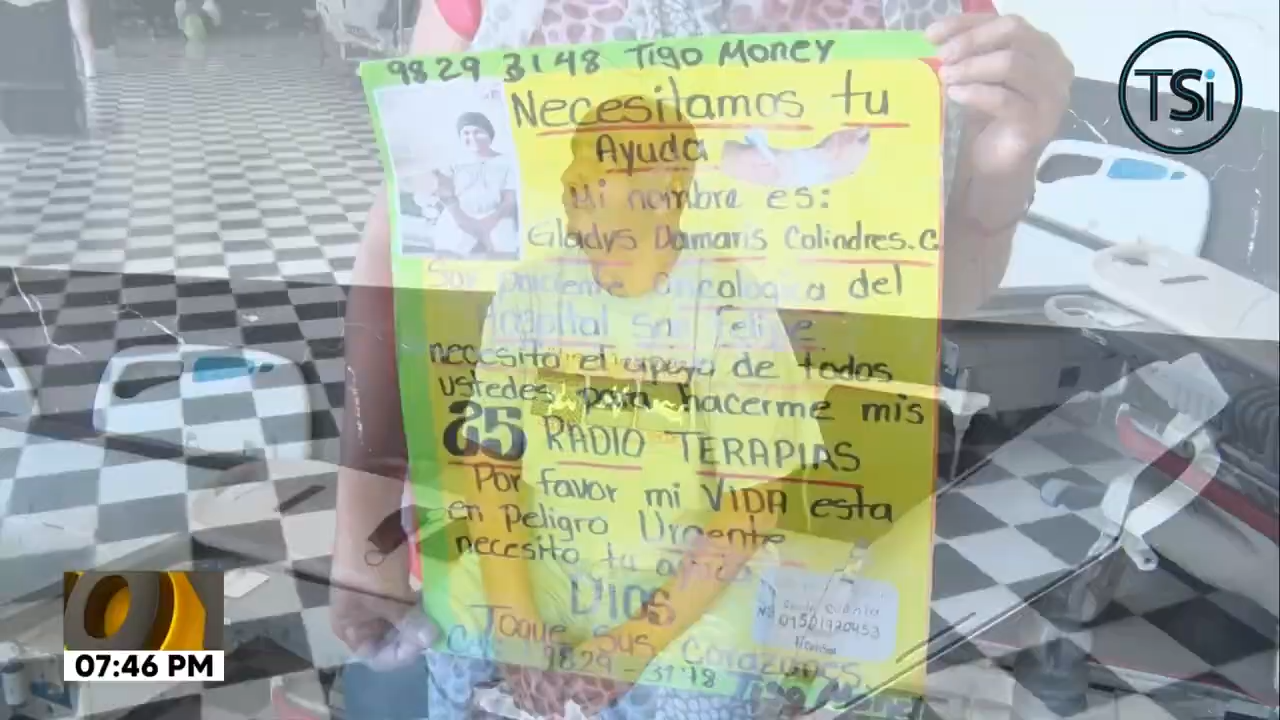 9829 3148 Tigo Money
TSi
Necesitamos tu
Ayuda
Mi nombre es:
Gladys Damaris Colindres.C
Soy paciente oncologica del
Hospital San Felipe
necesito el apoyo de todos
ustedes para hacerme mis
25 RADIO TERAPIAS
Por favor mi VIDA esta
en Peligro Urgente
necesito tu ayuda
DIOS
Toque sus Corazones
9829-3148
07:46 PM